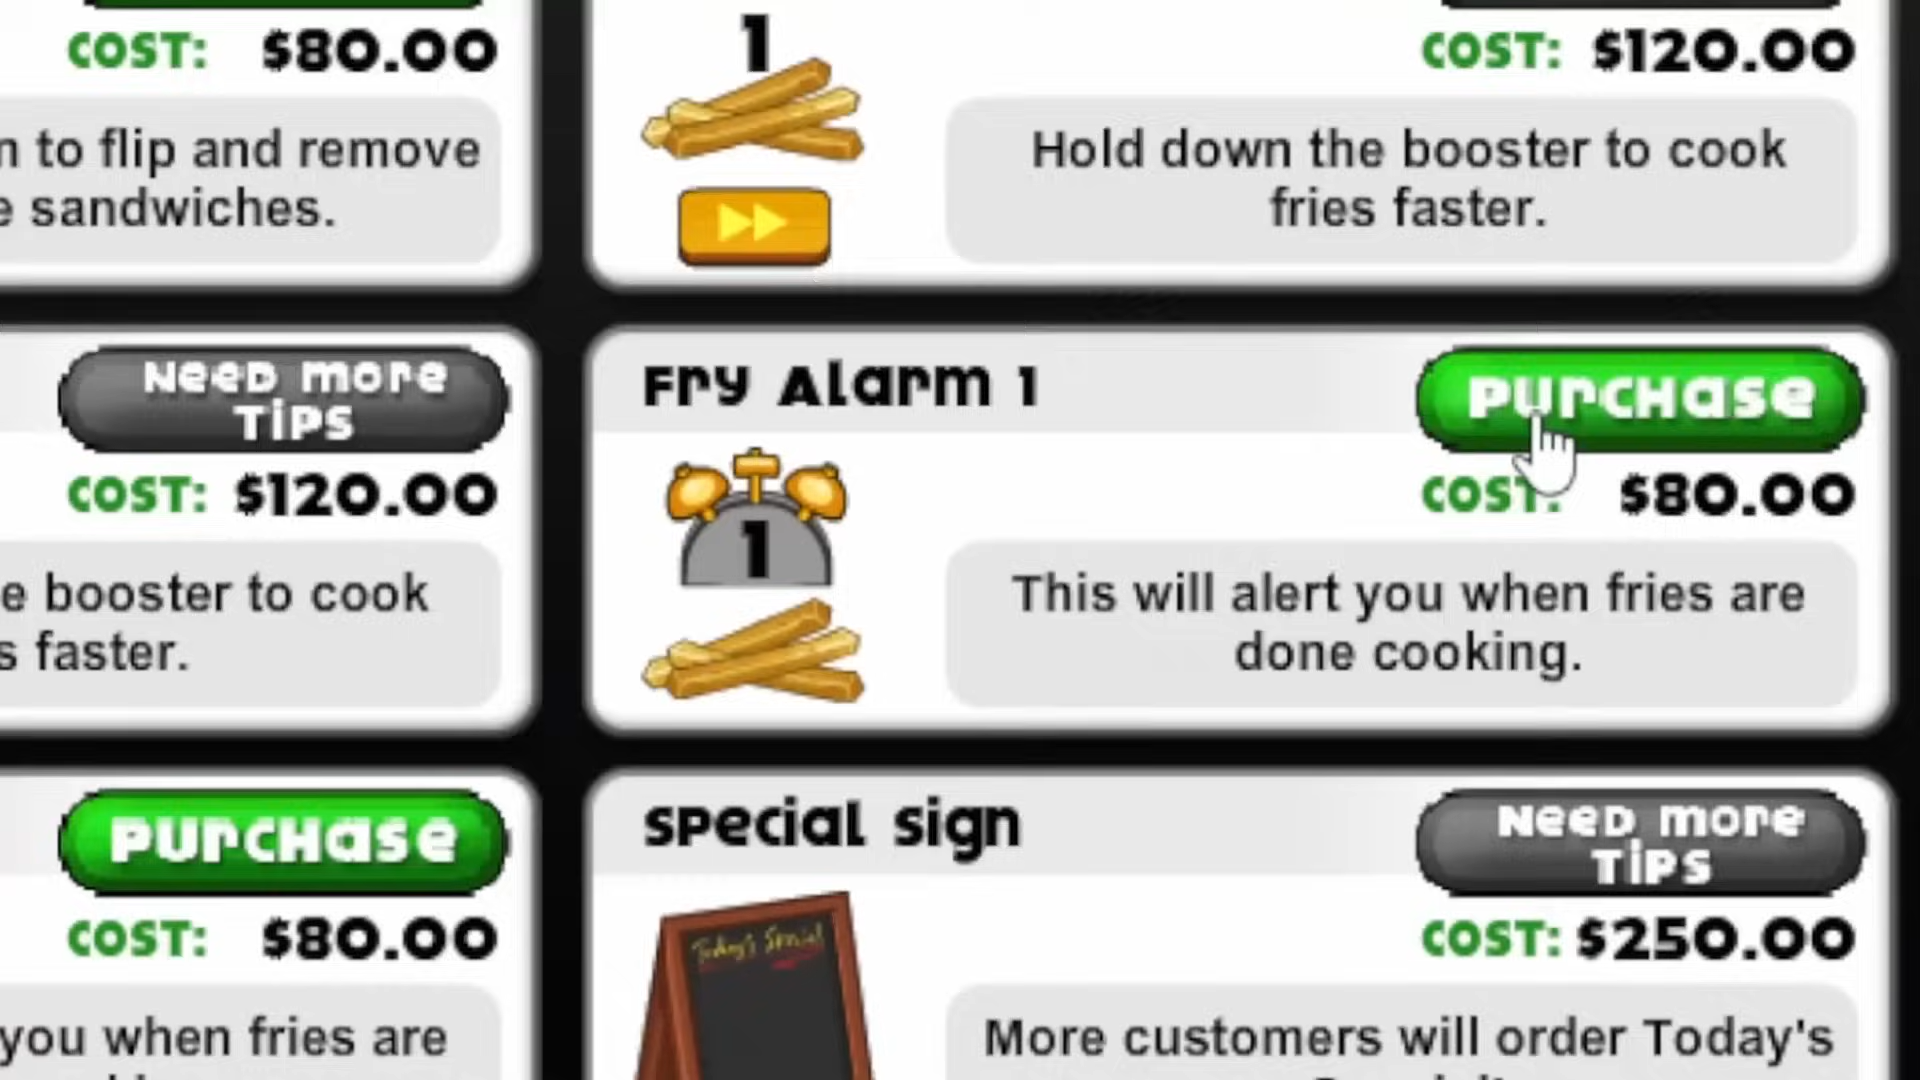 COST: $80.00
n to flip and remove
e sandwiches.
1
COST: $120.00
Hold down the booster to cook
fries faster.
Need more
Tips
COST: $120.00
e booster to cook
s faster.
Fry Alarm 1
Purchase
COST: $80.00
1
This will alert you when fries are
done cooking.
Purchase
COST: $80.00
you when fries are
Special Sign
Need more
Tips
COST: $250.00
Today's Special
More customers will order Today's